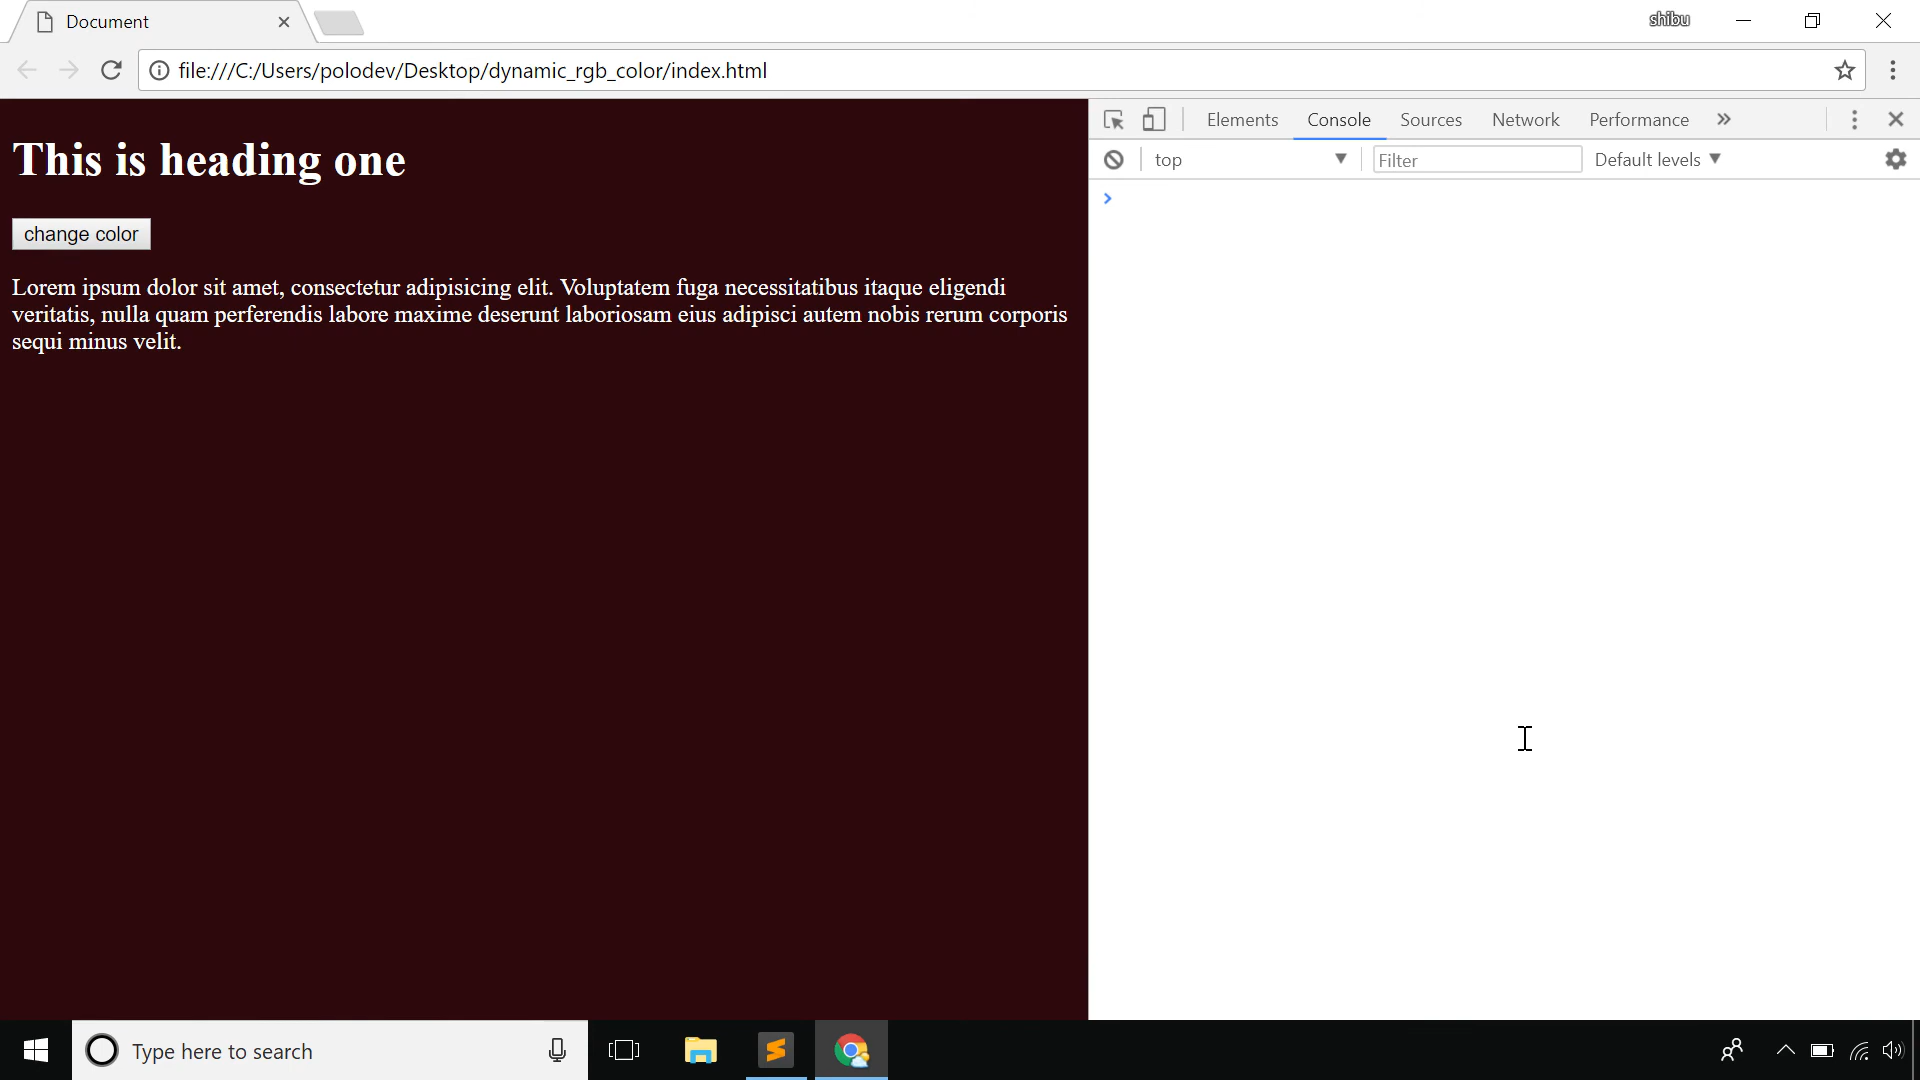 Document
shibu
file:///C:/Users/polodev/Desktop/dynamic_rgb_color/index.html
Elements Console Sources Network Performance »
top Filter Default levels
This is heading one
change color
Lorem ipsum dolor sit amet, consectetur adipisicing elit. Voluptatem fuga necessitatibus itaque eligendi
veritatis, nulla quam perferendis labore maxime deserunt laboriosam eius adipisci autem nobis rerum corporis
sequi minus velit.
Type here to search